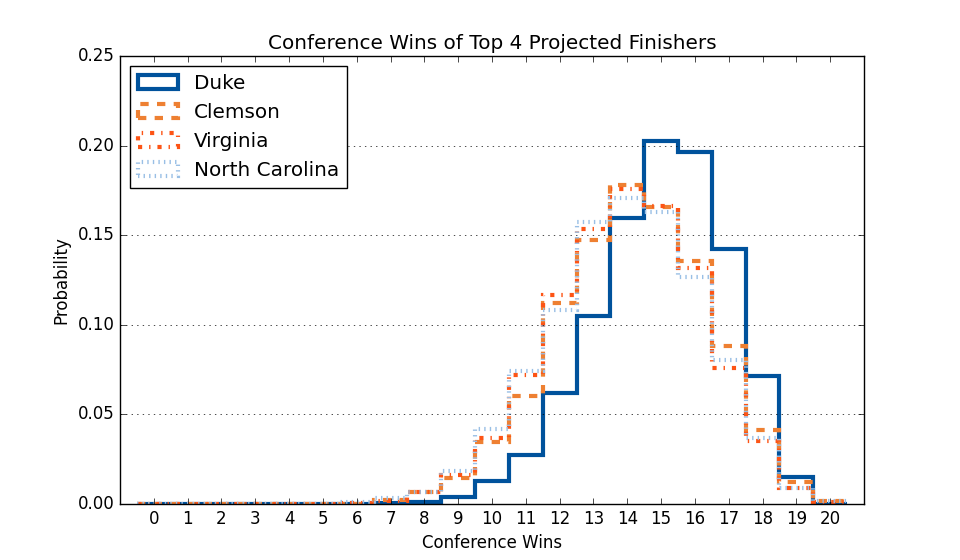 Conference Wins of Top 4 Projected Finishers
0.25
0.20
0.15
0.10
0.05
0.00
Probability
Duke
Clemson
Virginia
North Carolina
0 1 2 3 4 5 6 7 8 9 10 11 12 13 14 15 16 17 18 19 20
Conference Wins